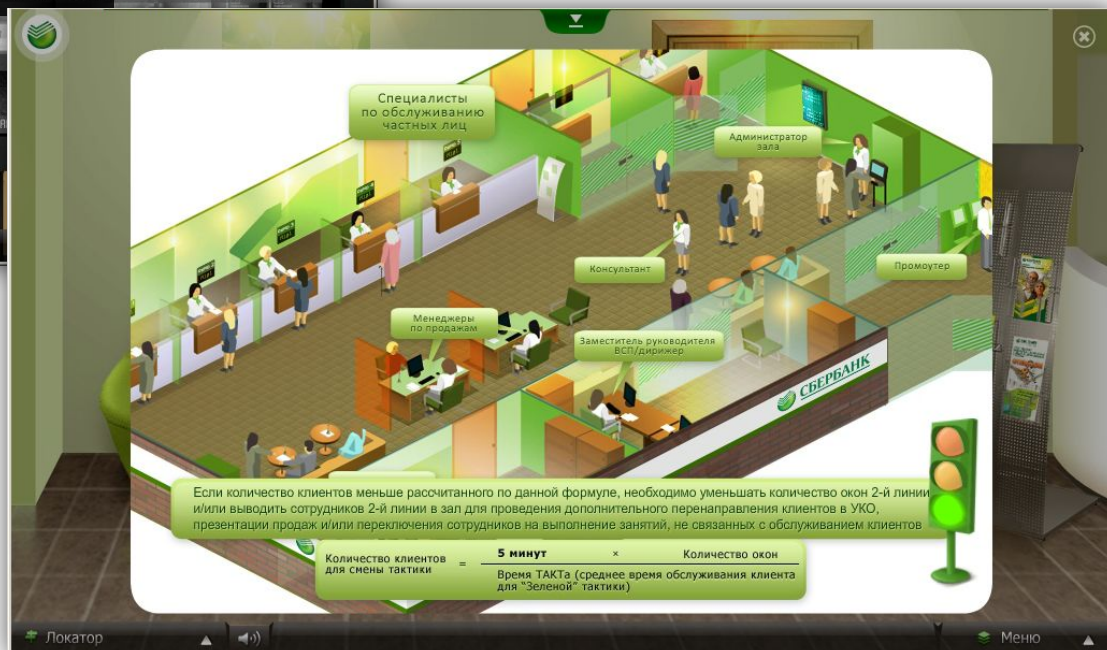 Специалисты
по обслуживанию
частных лиц
Администратор
зала
Консультант
Промоутер
Менеджеры
по продажам
Заместитель руководителя
ВСП/дирижер
СБЕРБАНК
Если количество клиентов меньше рассчитанного по данной формуле, необходимо уменьшать количество окон 2-й линии
и/или выводить сотрудников 2-й линии в зал для проведения дополнительного перенаправления клиентов в УКО,
презентации продаж и/или переключения сотрудников на выполнение занятий, не связанных с обслуживанием клиентов
Количество клиентов
для смены тактики
=
5 минут × Количество окон
Время ТАКТа (среднее время обслуживания клиента
для "Зеленой" тактики)
Локатор
Меню